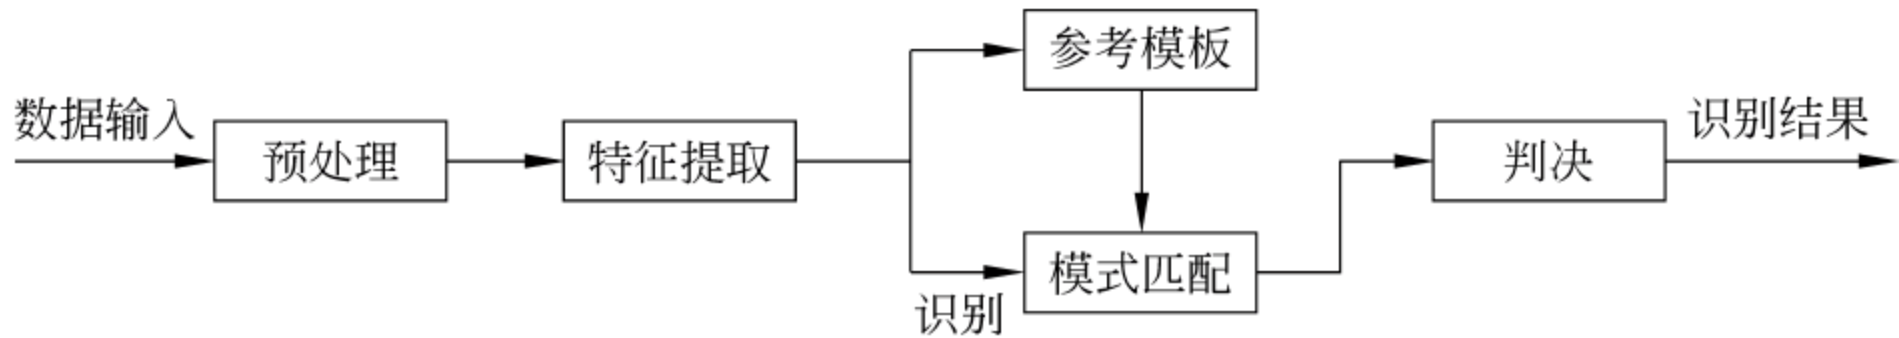 数据输入
预处理
特征提取
参考模板
识别
模式匹配
判决
识别结果